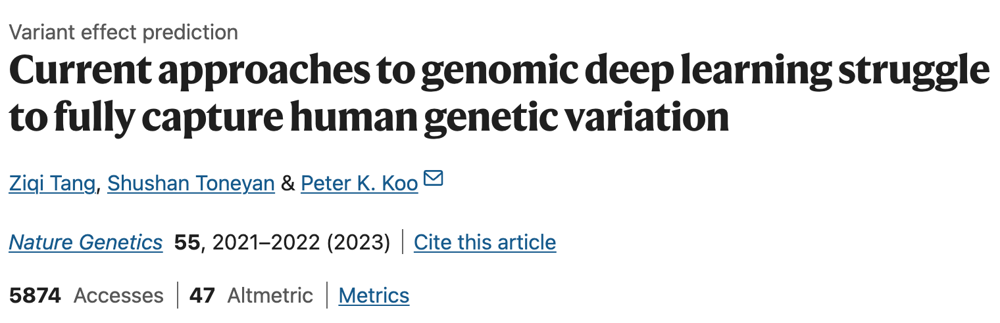 Variant effect prediction
Current approaches to genomic deep learning struggle
to fully capture human genetic variation
Ziqi Tang, Shushan Toneyan & Peter K. Koo
Nature Genetics 55, 2021–2022 (2023) | Cite this article
5874 Accesses | 47 Altmetric | Metrics